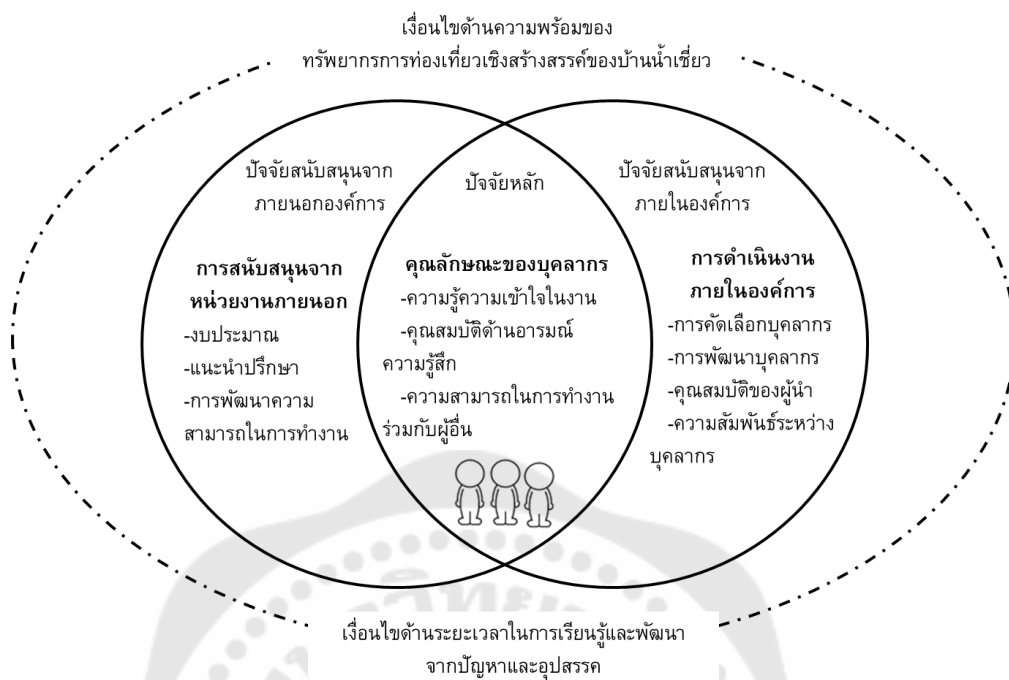 เงื่อนไขด้านความพร้อมของ
ทรัพยากรการท่องเที่ยวเชิงสร้างสรรค์ของบ้านน้ำเชี่ยว
ปัจจัยสนับสนุนจาก
ภายนอกองค์การ
การสนับสนุนจาก
หน่วยงานภายนอก
-งบประมาณ
-แนะนำปรึกษา
-การพัฒนาความ
สามารถในการทำงาน
ปัจจัยหลัก
คุณลักษณะของบุคลากร
-ความรู้ความเข้าใจในงาน
-คุณสมบัติด้านอารมณ์
ความรู้สึก
-ความสามารถในการทำงาน
ร่วมกับผู้อื่น
ปัจจัยสนับสนุนจาก
ภายในองค์การ
การดำเนินงาน
ภายในองค์การ
-การคัดเลือกบุคลากร
-การพัฒนาบุคลากร
-คุณสมบัติของผู้นำ
-ความสัมพันธ์ระหว่าง
บุคลากร
เงื่อนไขด้านระยะเวลาในการเรียนรู้และพัฒนา
จากปัญหาและอุปสรรค